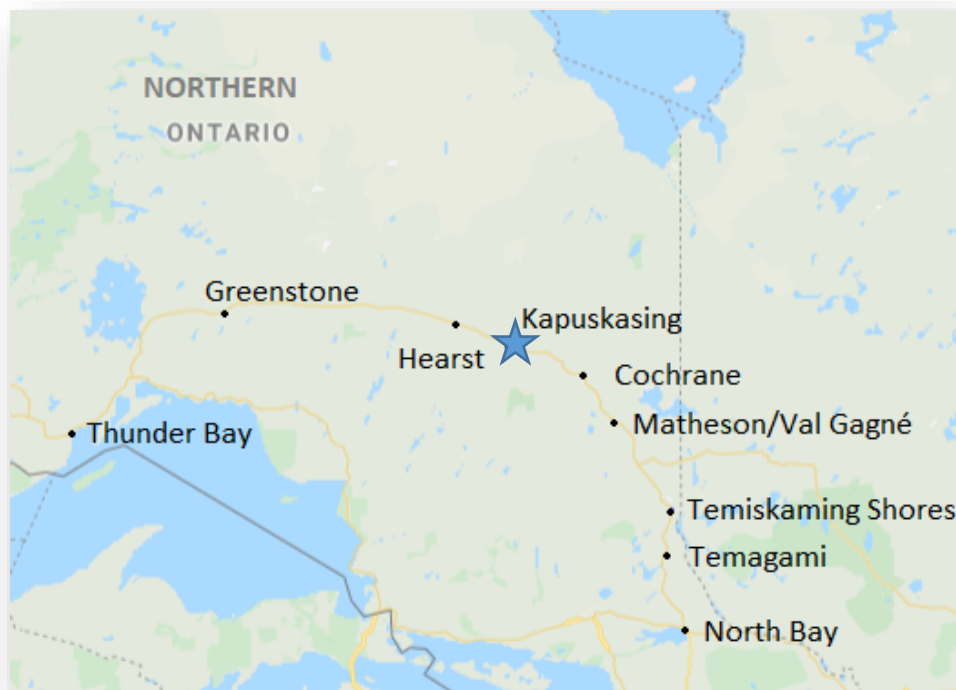 NORTHERN
ONTARIO
Greenstone
Kapuskasing
Hearst
Cochrane
Matheson/Val Gagné
Thunder Bay
Temiskaming Shores
Temagami
North Bay